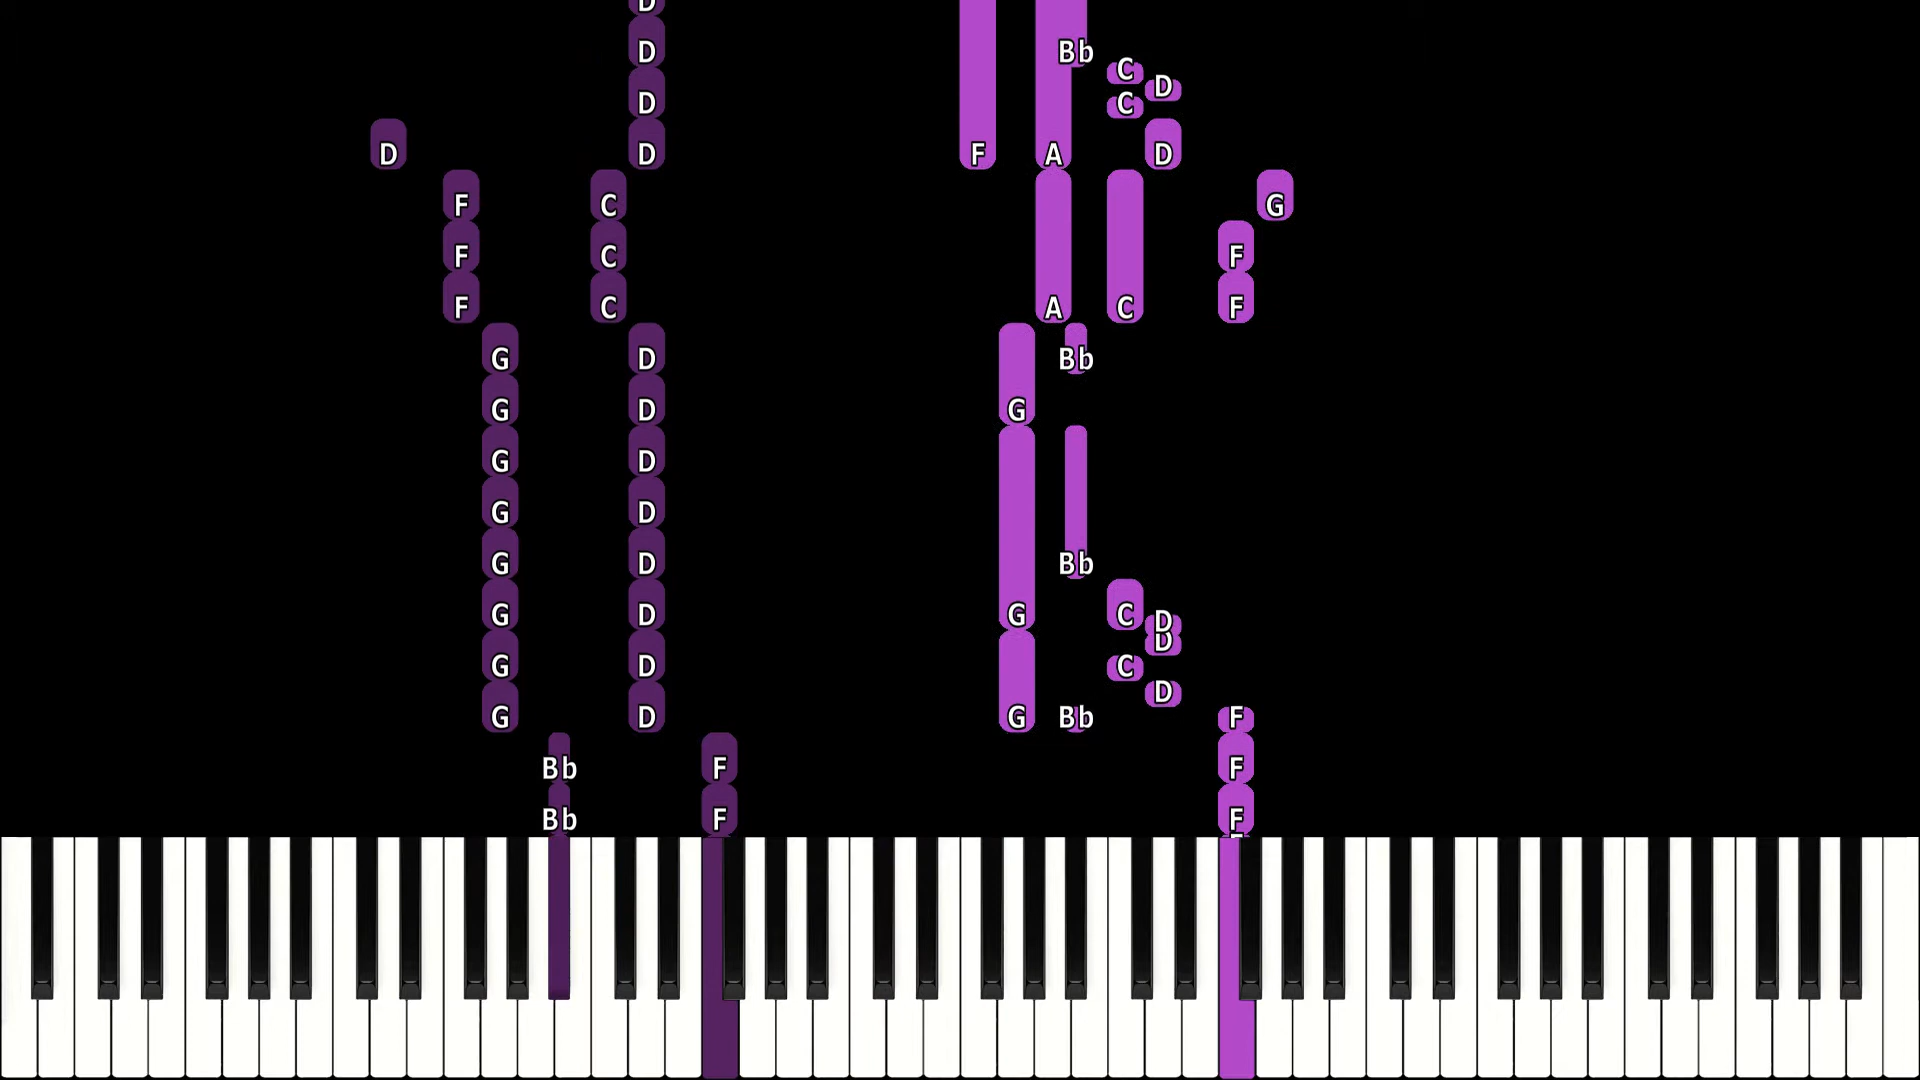 D
D Bb
C
D D
D C
D D F A D
F C G
F C F
F C A C F
G D Bb
G D G
G D
G D
G D Bb
G D G C D
D
G D C
D
G D G Bb F
Bb F F
Bb F F